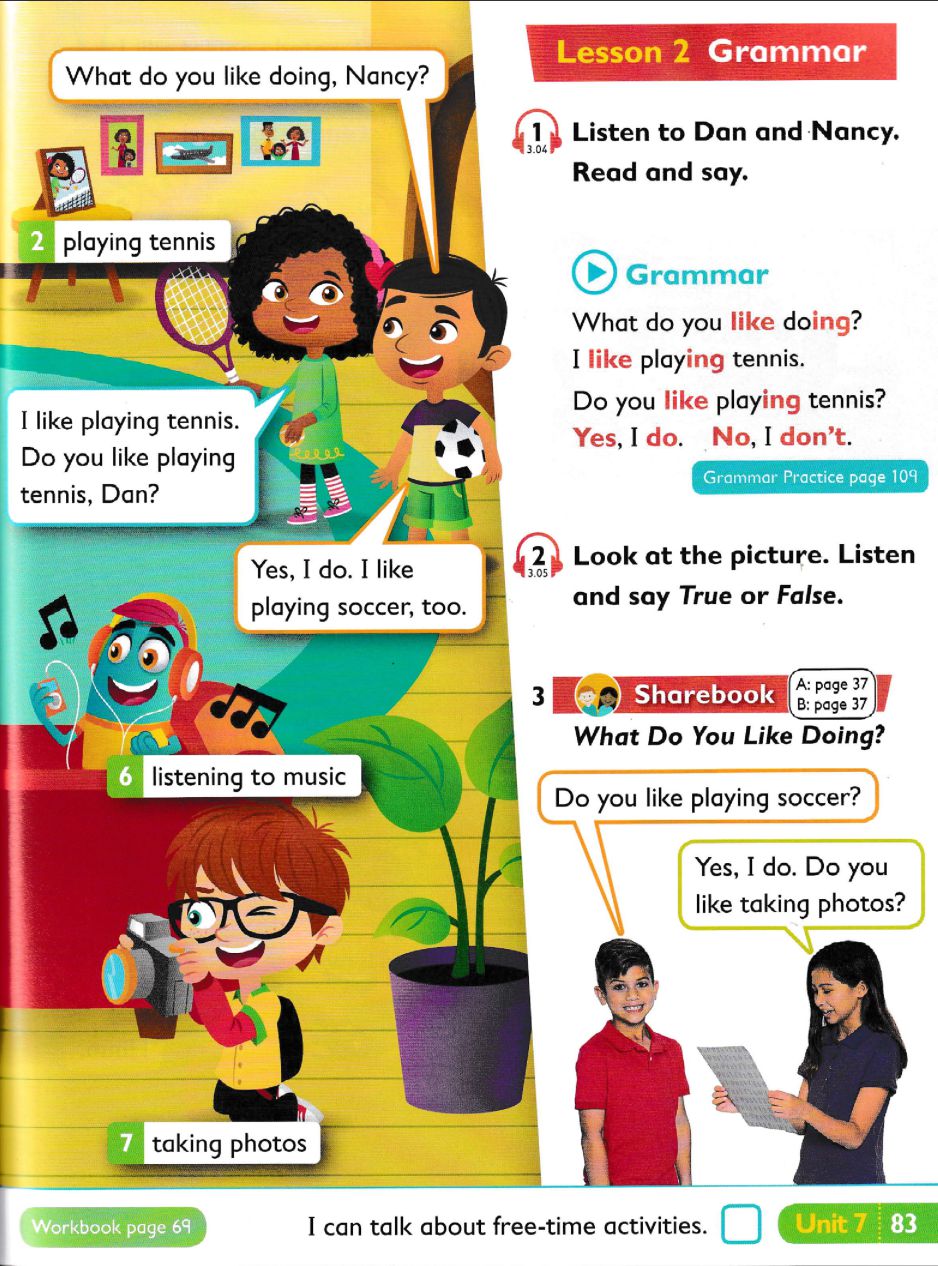 What do you like doing, Nancy?
2 playing tennis
I like playing tennis.
Do you like playing
tennis, Dan?
Yes, I do. I like
playing soccer, too.
6 listening to music
7 taking photos
Lesson 2 Grammar
1
3.04
Listen to Dan and Nancy.
Read and say.
Grammar
What do you like doing?
I like playing tennis.
Do you like playing tennis?
Yes, I do. No, I don't.
Grammar Practice page 109
2
3.05
Look at the picture. Listen
and say True or False.
3 Sharebook
A: page 37
B: page 37
What Do You Like Doing?
Do you like playing soccer?
Yes, I do. Do you
like taking photos?
Workbook page 69
I can talk about free-time activities.
Unit 7 83